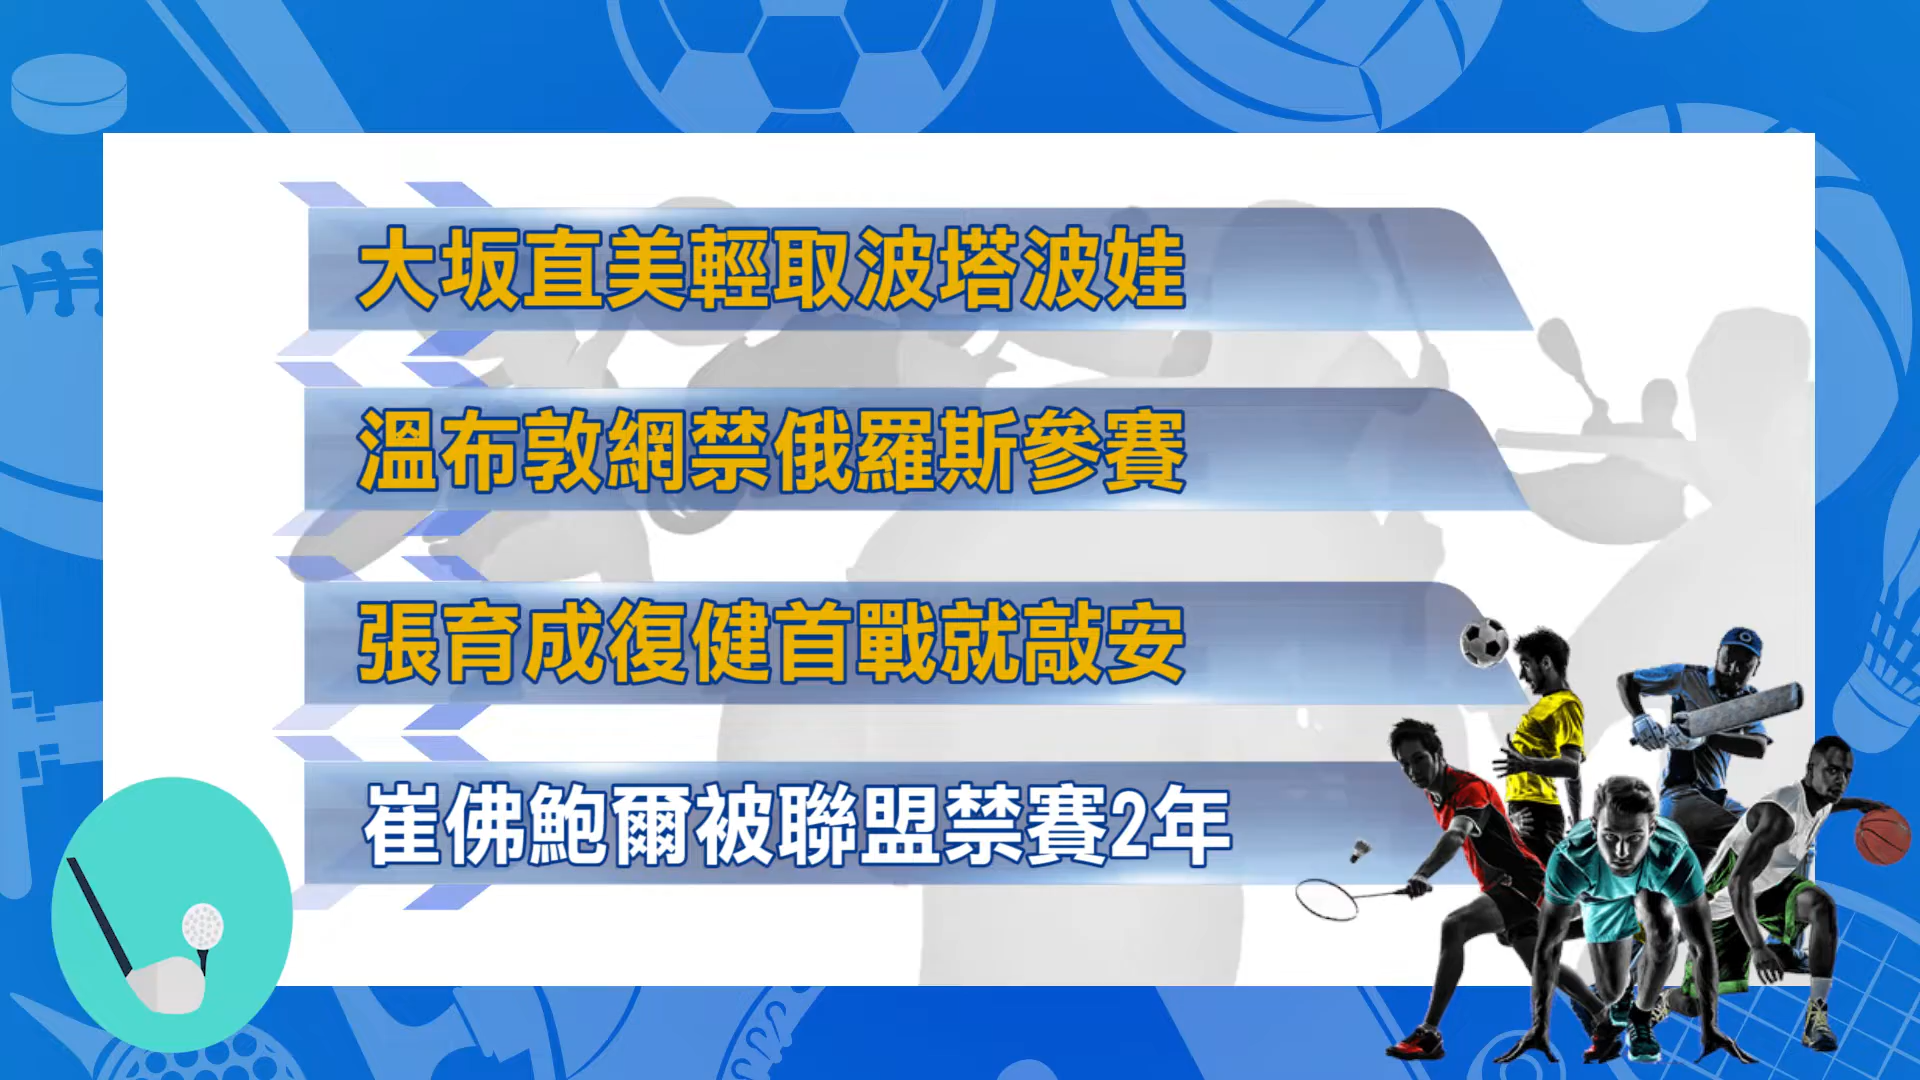 大坂直美輕取波塔波娃
溫布敦網禁俄羅斯參賽
張育成復健首戰就敲安
崔佛鮑爾被聯盟禁賽2年